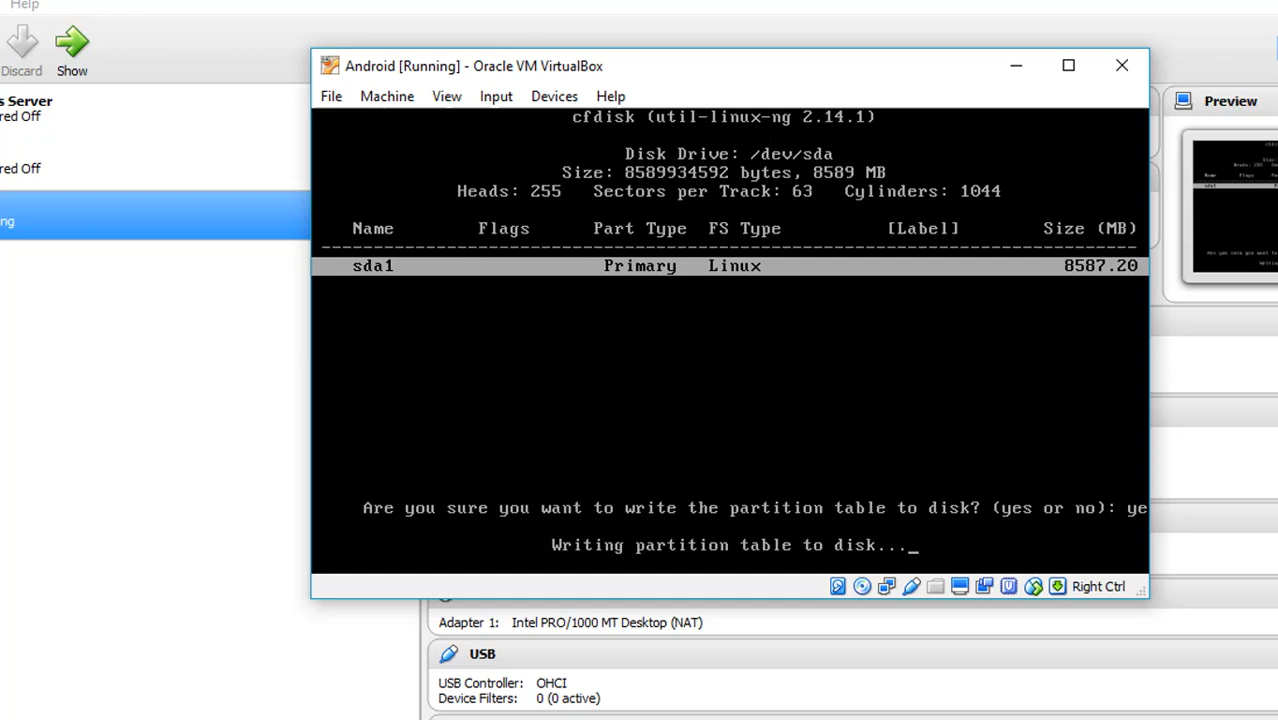 Help
Discard
Show
s Server
red Off
red Off
ng
Android [Running] - Oracle VM VirtualBox
File Machine View Input Devices Help
cfdisk (util-linux-ng 2.14.1)
Disk Drive: /dev/sda
Size: 8589934592 bytes, 8589 MB
Heads: 255 Sectors per Track: 63 Cylinders: 1044
Name Flags Part Type FS Type [Label] Size (MB)
sda1 Primary Linux 8587.20
Are you sure you want to write the partition table to disk? (yes or no): ye
Writing partition table to disk..._
Right Ctrl
Preview
Adapter 1: Intel PRO/1000 MT Desktop (NAT)
USB
USB Controller: OHCI
Device Filters: 0 (0 active)